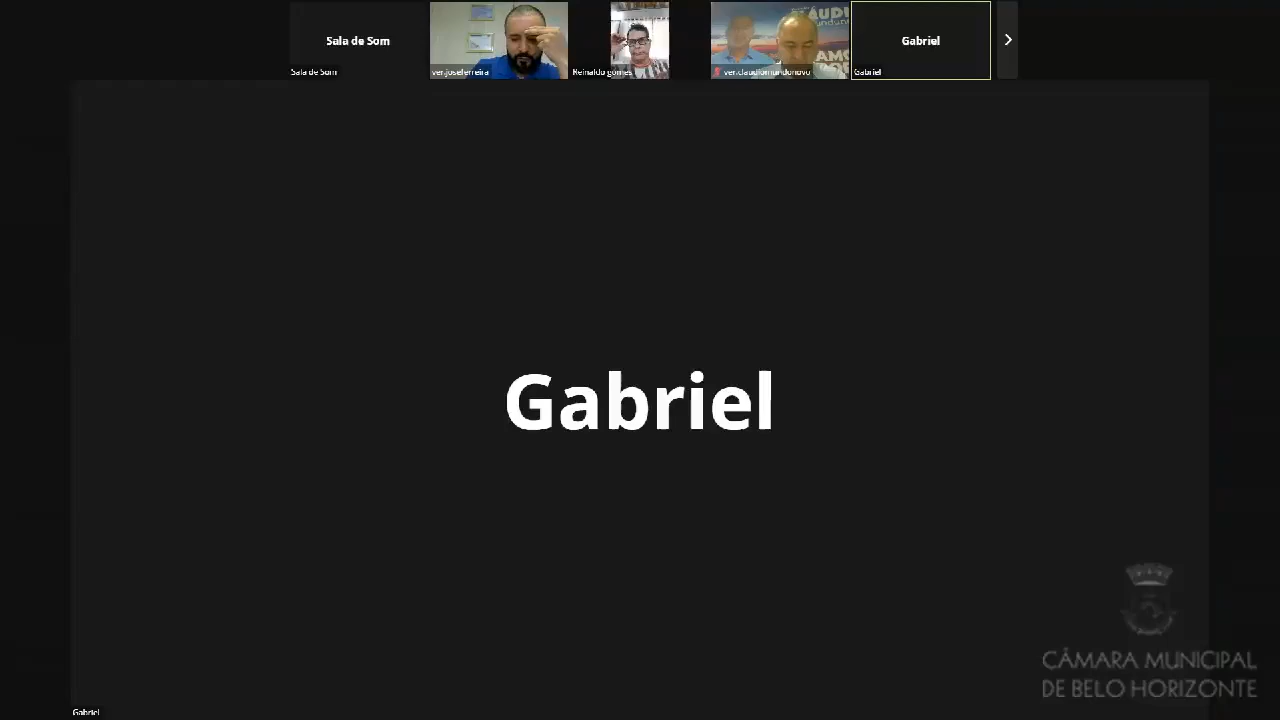 Sala de Som
Gabriel
Sala de Som
ver.joseferreira
Reinaldo gomes
ver.claudiomundonovo
Gabriel
Gabriel
CÂMARA MUNICIPAL
DE BELO HORIZONTE
Gabriel